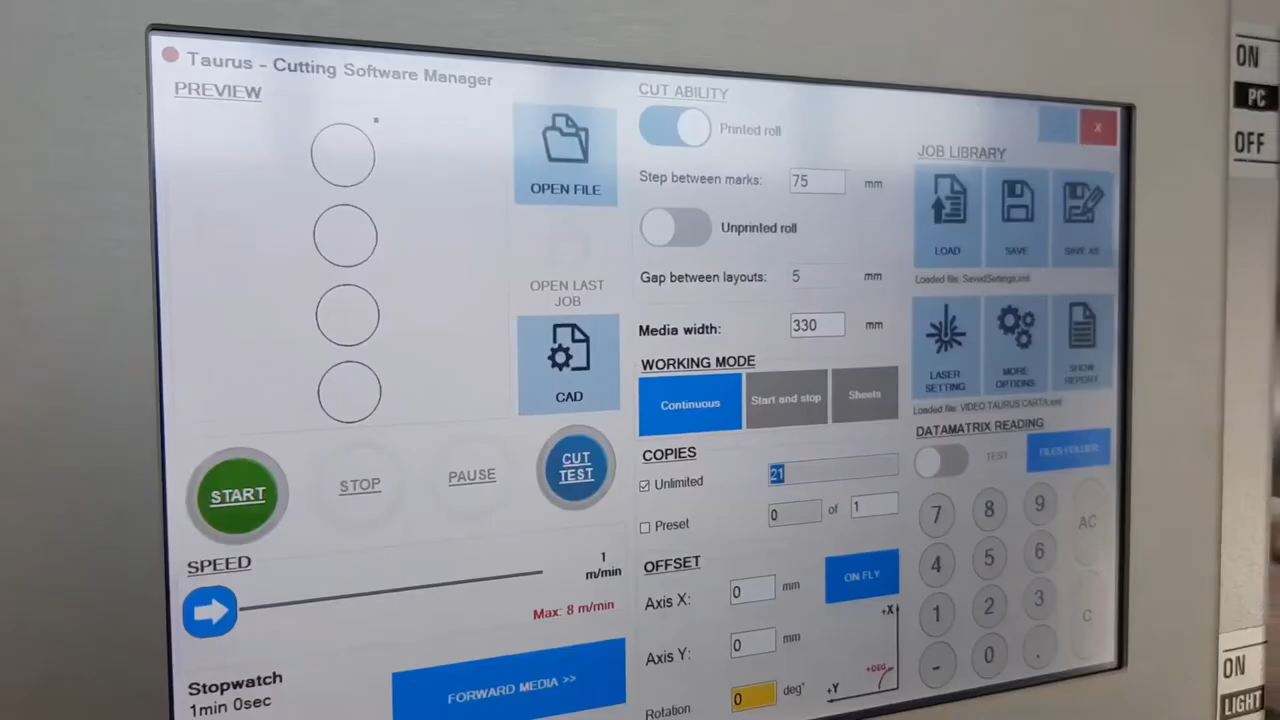 Taurus - Cutting Software Manager
PREVIEW
OPEN FILE
OPEN LAST
JOB
CAD
START
STOP
PAUSE
CUT
TEST
SPEED
1
m/min
Max: 8 m/min
Stopwatch
1min 0sec
FORWARD MEDIA >>
CUT ABILITY
Printed roll
Step between marks: 75 mm
Unprinted roll
Gap between layouts: 5 mm
Media width: 330 mm
WORKING MODE
Continuous
Start and stop
Sheets
COPIES
Unlimited 21
Preset 0 of 1
OFFSET
ON FLY
Axis X: 0 mm
Axis Y: 0 mm
Rotation 0 deg°
+X
+DEG
+Y
X
JOB LIBRARY
LOAD
SAVE
SAVE AS
Loaded file: SavedSettings.xml
LASER
SETTING
MORE
OPTIONS
SHOW
REPORT
Loaded file: VIDEO TAURUS CARTA.xml
DATAMATRIX READING
TEST
FILES FOLDER
7 8 9 AC
4 5 6
1 2 3 C
- 0 .
ON
PC
OFF
ON
LIGHT